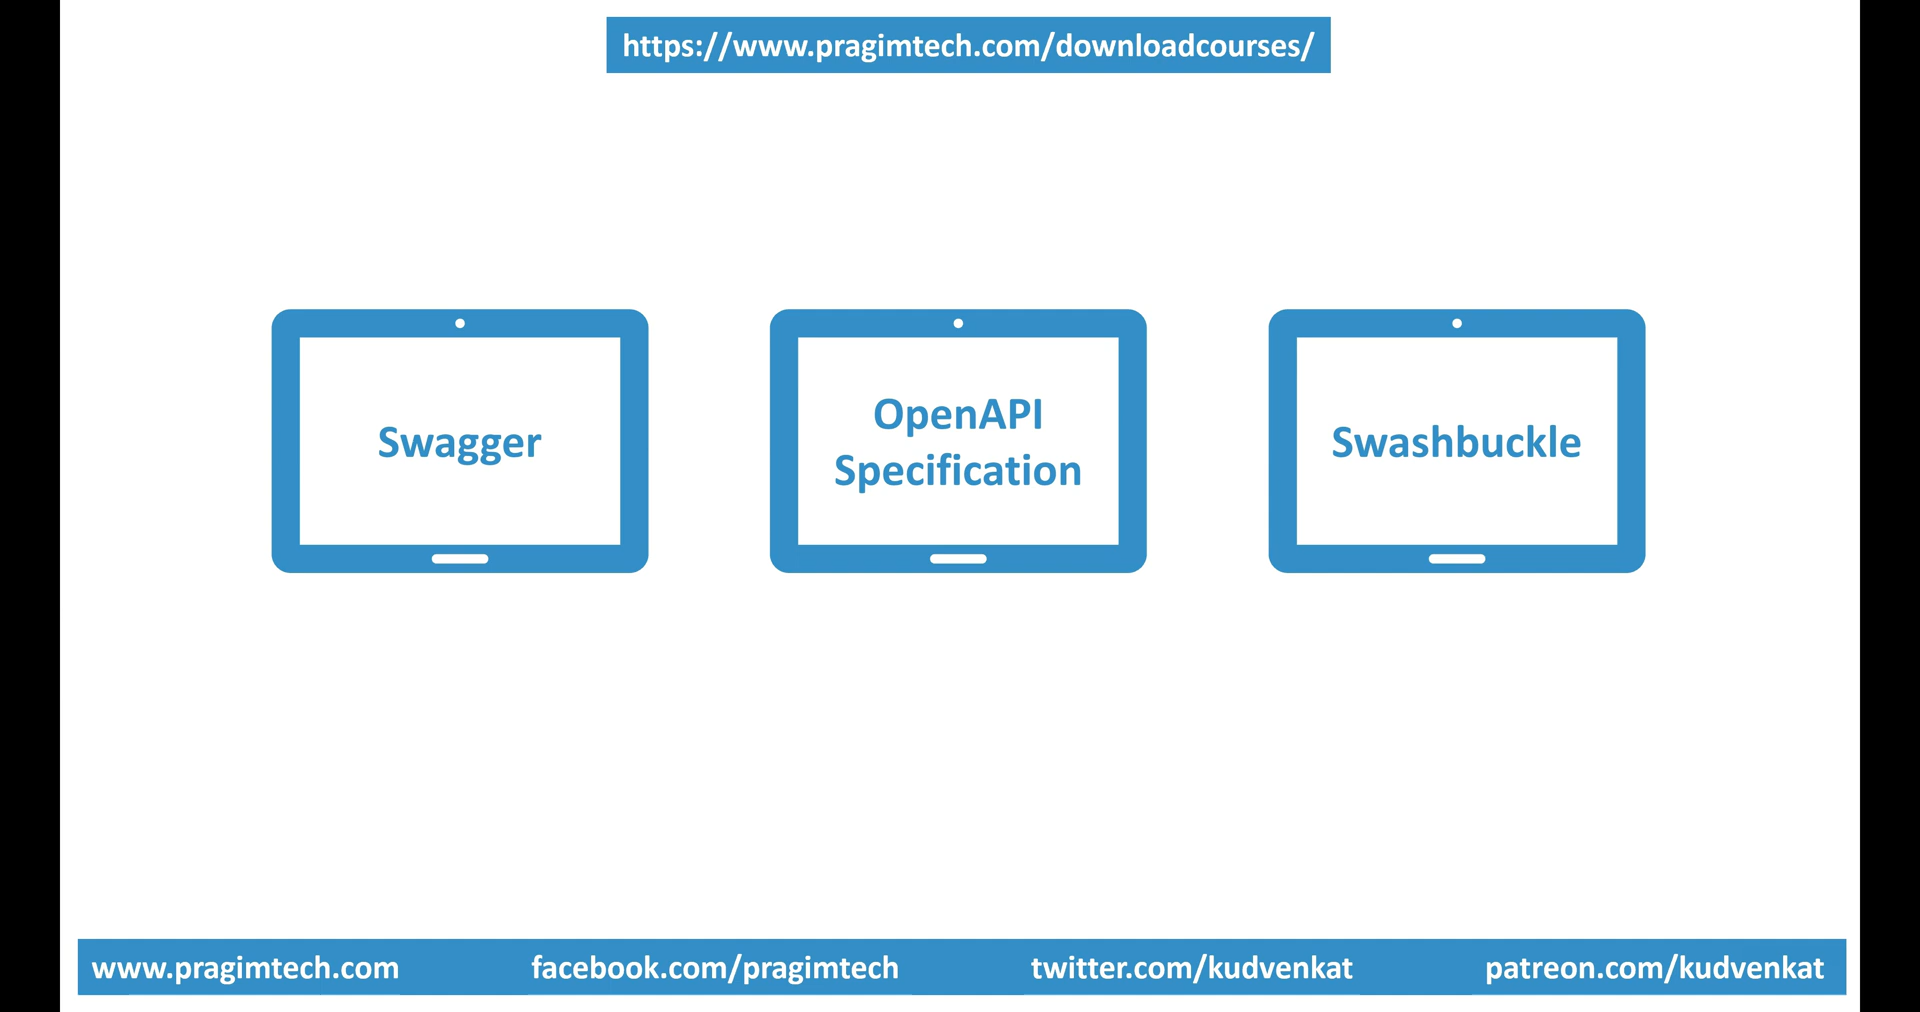 https://www.pragimtech.com/downloadcourses/
Swagger
OpenAPI
Specification
Swashbuckle
www.pragimtech.com
facebook.com/pragimtech
twitter.com/kudvenkat
patreon.com/kudvenkat